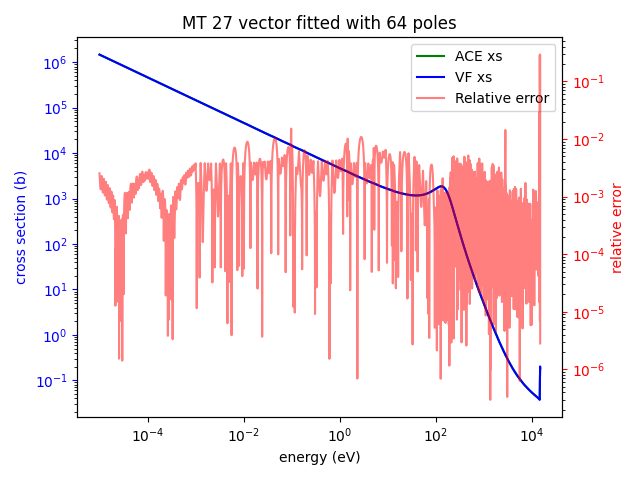 MT 27 vector fitted with 64 poles
ACE xs
VF xs
Relative error
cross section (b)
10^6
10^5
10^4
10^3
10^2
10^1
10^0
10^-1
10^-1
10^-2
10^-3
10^-4
10^-5
10^-6
relative error
10^-4
10^-2
10^0
10^2
10^4
energy (eV)